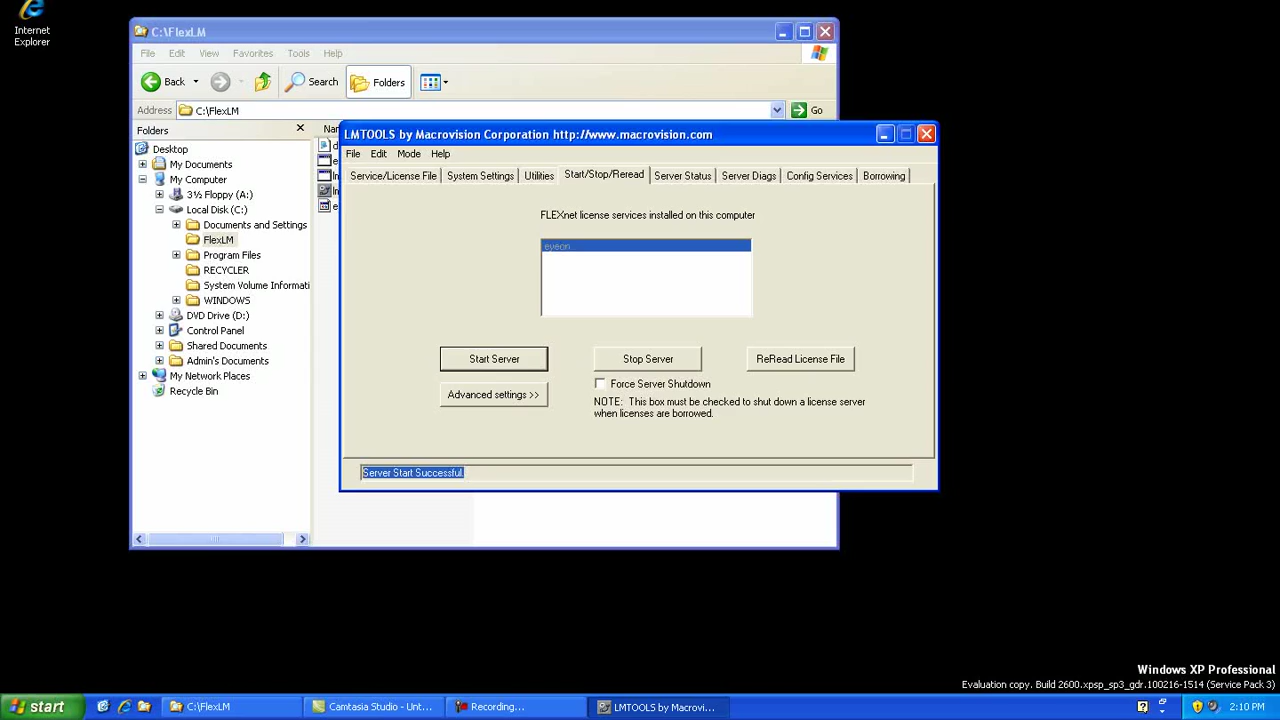 Internet
Explorer
C:\FlexLM
File Edit View Favorites Tools Help
Back Search Folders
Address C:\FlexLM Go
Folders
Desktop
My Documents
My Computer
3½ Floppy (A:)
Local Disk (C:)
Documents and Settings
FlexLM
Program Files
RECYCLER
System Volume Informati
WINDOWS
DVD Drive (D:)
Control Panel
Shared Documents
Admin's Documents
My Network Places
Recycle Bin
LMTOOLS by Macrovision Corporation http://www.macrovision.com
File Edit Mode Help
Service/License File System Settings Utilities Start/Stop/Reread Server Status Server Diags Config Services Borrowing
FLEXnet license services installed on this computer
eyeon
Start Server Stop Server ReRead License File
Force Server Shutdown
Advanced settings >>
NOTE: This box must be checked to shut down a license server
when licenses are borrowed.
Server Start Successful.
Windows XP Professional
Evaluation copy. Build 2600.xpsp_sp3_gdr.100216-1514 (Service Pack 3)
start C:\FlexLM Camtasia Studio - Unt... Recording... LMTOOLS by Macrovi... 2:10 PM